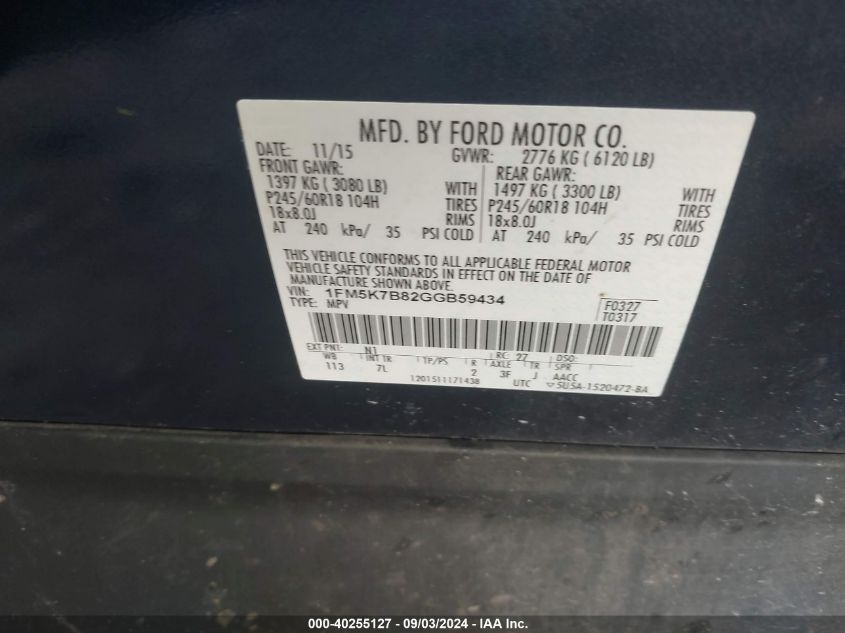 MFD. BY FORD MOTOR CO.
DATE: 11/15 GVWR: 2776 KG ( 6120 LB)
FRONT GAWR: REAR GAWR:
1397 KG ( 3080 LB) WITH 1497 KG ( 3300 LB) WITH
P245/60R18 104H TIRES P245/60R18 104H TIRES
18x8.0J RIMS 18x8.0J RIMS
AT 240 kPa/ 35 PSI COLD AT 240 kPa/ 35 PSI COLD
THIS VEHICLE CONFORMS TO ALL APPLICABLE FEDERAL MOTOR
VEHICLE SAFETY STANDARDS IN EFFECT ON THE DATE OF
MANUFACTURE SHOWN ABOVE.
VIN: 1FM5K7B82GGB59434 F0327
TYPE: MPV T0317
EXT PNT: N1 RC: 27 DSO:
WB INT TR TP/PS R AXLE TR SPR
113 7L 2 3F J AACC
1201511171438 UTC ▽5USA-1520472-BA
000-40255127 - 09/03/2024 - IAA Inc.